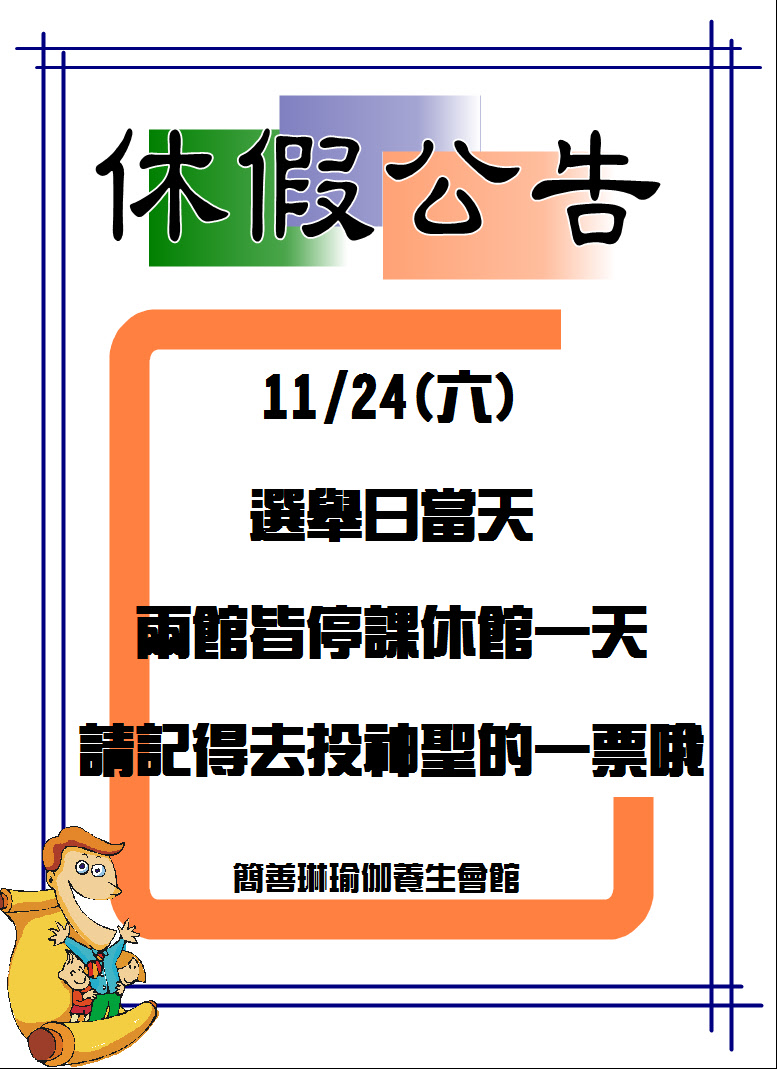 休假公告
11/24(六)
選舉日當天
兩館皆停課休館一天
請記得去投神聖的一票哦
簡善琳瑜伽養生會館